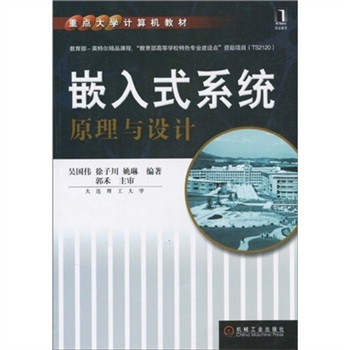 重点大学计算机教材
教育部-英特尔精品课程,"教育部高等学校特色专业建设点"资助项目(TS2120)
嵌入式系统
原理与设计
吴国伟 徐子川 姚琳 编著
郭禾 主审
大连理工大学
机械工业出版社
China Machine Press